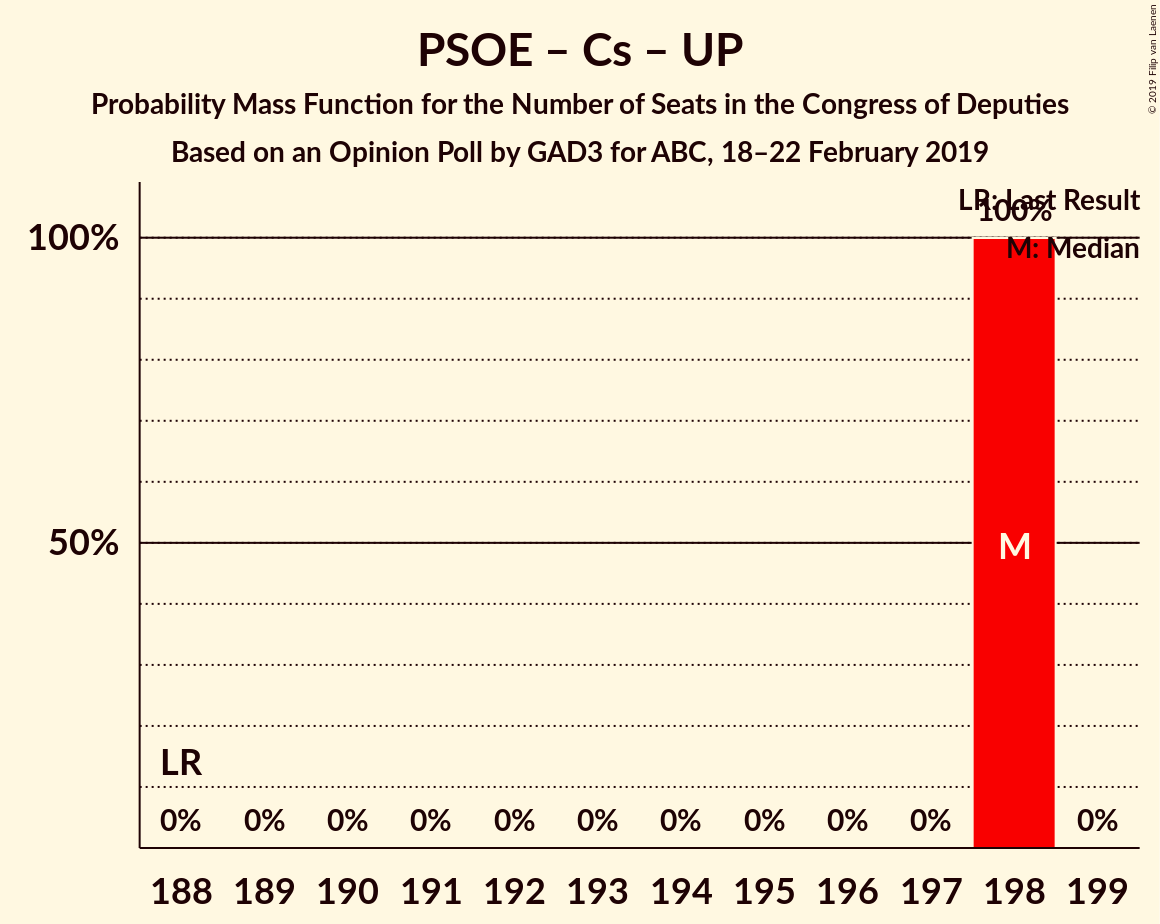 PSOE – Cs – UP
Probability Mass Function for the Number of Seats in the Congress of Deputies
Based on an Opinion Poll by GAD3 for ABC, 18–22 February 2019
© 2019 Filip van Laenen
LR: Last Result
100%
M: Median
100%
50%
M
LR
0% 0% 0% 0% 0% 0% 0% 0% 0% 0% 0%
188 189 190 191 192 193 194 195 196 197 198 199